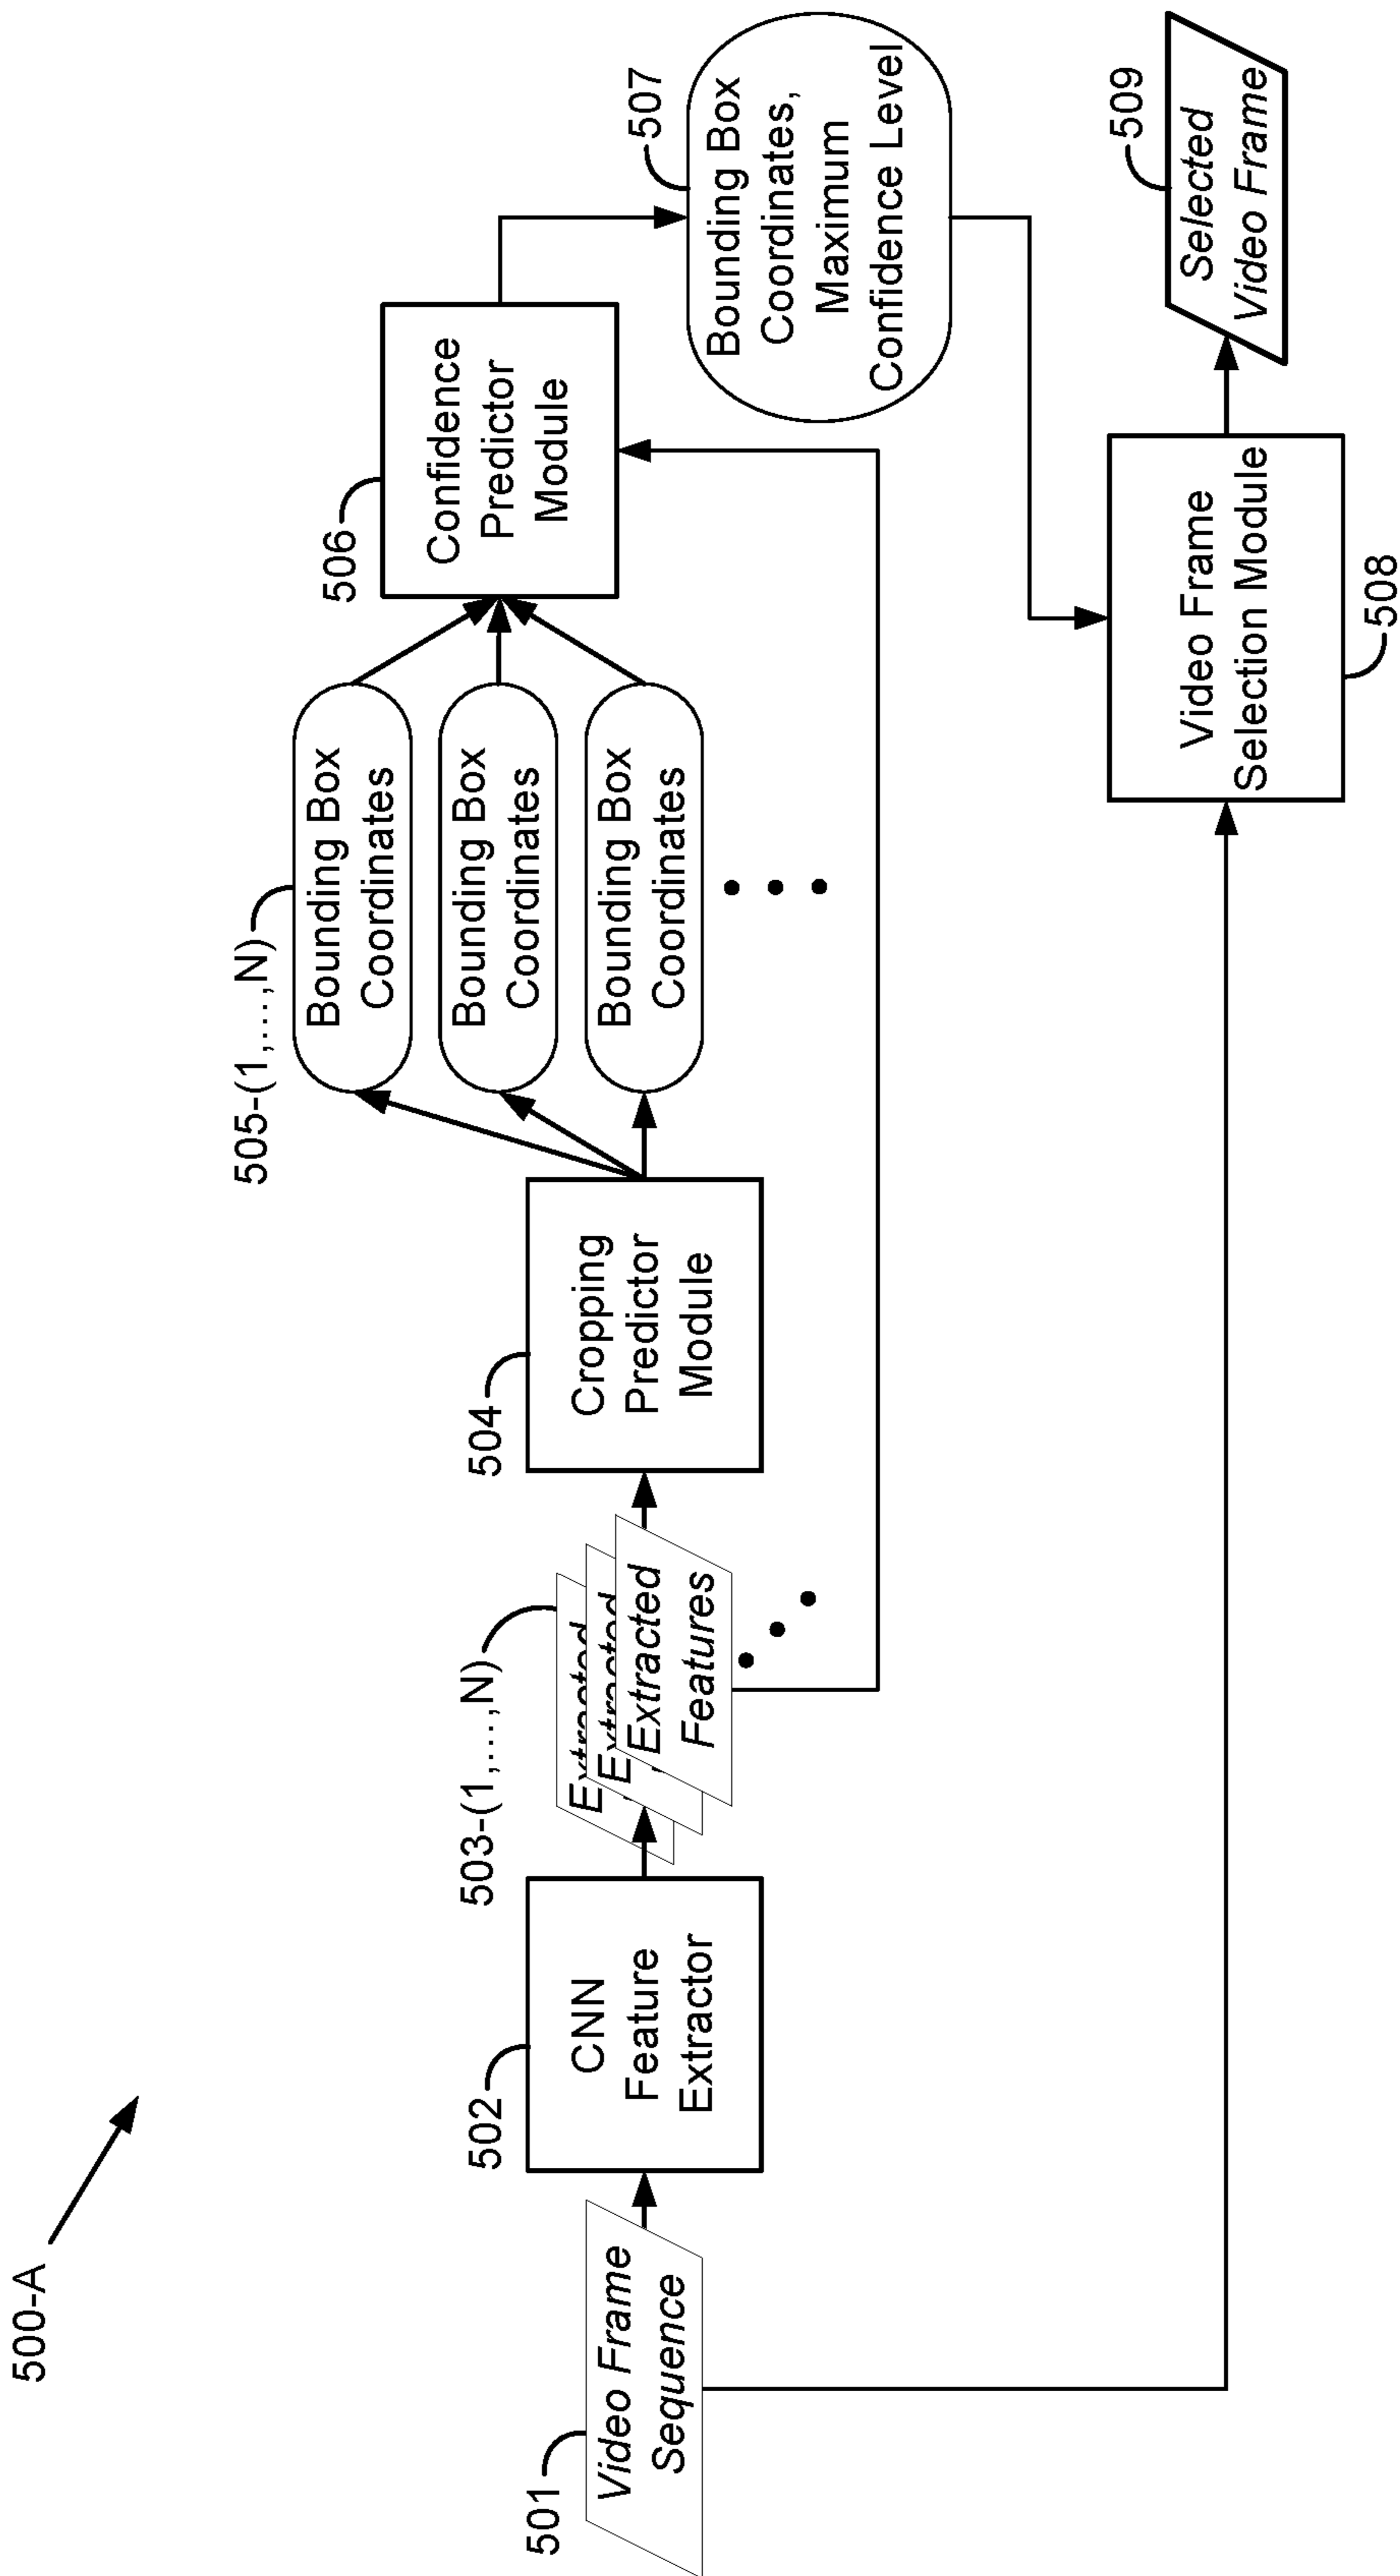 500-A
501
Video Frame
Sequence
502
CNN
Feature
Extractor
503-(1,...,N)
Extracted
Extracted
Extracted
Features
504
Cropping
Predictor
Module
505-(1,...,N)
Bounding Box
Coordinates
Bounding Box
Coordinates
Bounding Box
Coordinates
506
Confidence
Predictor
Module
507
Bounding Box
Coordinates,
Maximum
Confidence Level
Video Frame
Selection Module
508
509
Selected
Video Frame